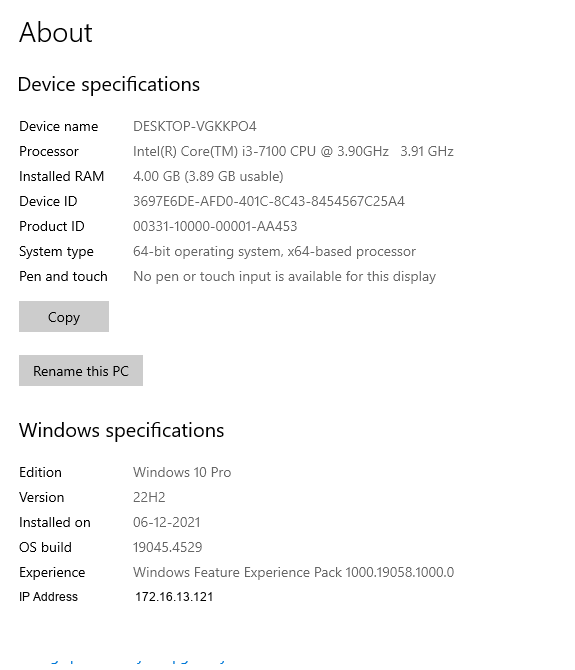 About
Device specifications
Device name DESKTOP-VGKKPO4
Processor Intel(R) Core(TM) i3-7100 CPU @ 3.90GHz 3.91 GHz
Installed RAM 4.00 GB (3.89 GB usable)
Device ID 3697E6DE-AFD0-401C-8C43-8454567C25A4
Product ID 00331-10000-00001-AA453
System type 64-bit operating system, x64-based processor
Pen and touch No pen or touch input is available for this display
Copy
Rename this PC
Windows specifications
Edition Windows 10 Pro
Version 22H2
Installed on 06-12-2021
OS build 19045.4529
Experience Windows Feature Experience Pack 1000.19058.1000.0
IP Address 172.16.13.121